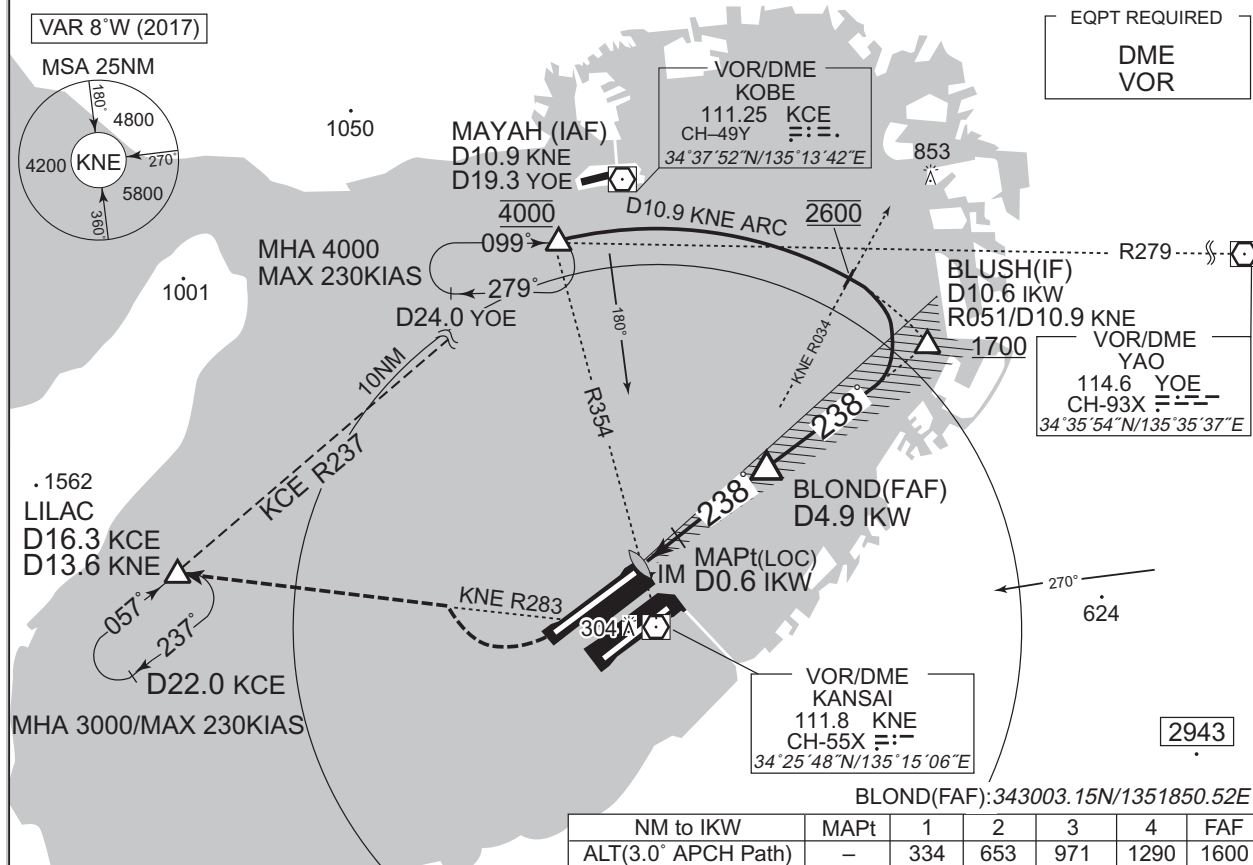 VAR 8°W (2017)
MSA 25NM
180°
4800
4200
KNE
270°
5800
360°
1050
1001
EQPT REQUIRED
DME
VOR
VOR/DME
KOBE
111.25 KCE
CH–49Y
34°37´52˝N/135°13´42˝E
853
MAYAH (IAF)
D10.9 KNE
D19.3 YOE
4000
D10.9 KNE ARC
2600
MHA 4000
MAX 230KIAS
099°
279°
D24.0 YOE
R279
BLUSH(IF)
D10.6 IKW
R051/D10.9 KNE
1700
VOR/DME
YAO
114.6 YOE
CH-93X
34°35´54˝N/135°35´37˝E
180°
KNE R034
R354
10NM
KCE R237
238°
238°
BLOND(FAF)
D4.9 IKW
MAPt(LOC)
D0.6 IKW
IM
1562
LILAC
D16.3 KCE
D13.6 KNE
KNE R283
304
057°
237°
D22.0 KCE
MHA 3000/MAX 230KIAS
270°
624
VOR/DME
KANSAI
111.8 KNE
CH-55X
34°25´48˝N/135°15´06˝E
2943
BLOND(FAF):343003.15N/1351850.52E
NM to IKW MAPt 1 2 3 4 FAF
ALT(3.0° APCH Path) – 334 653 971 1290 1600